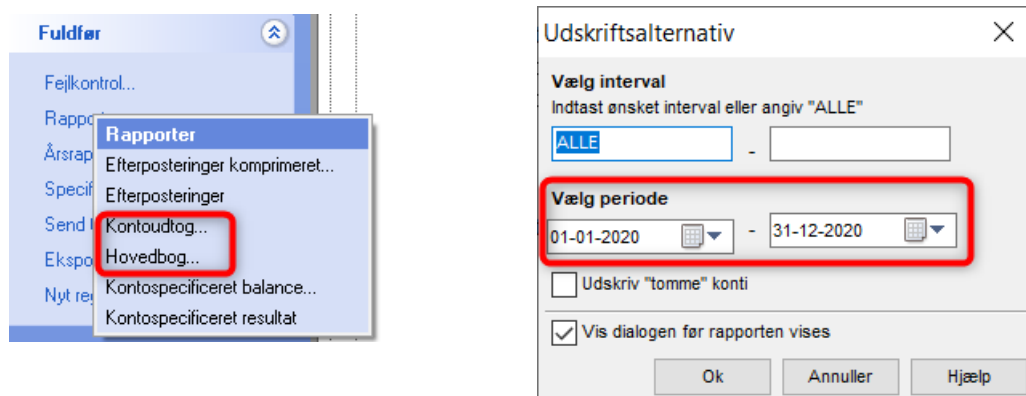 Fuldfør
Fejlkontrol...
Rapporter
Efterposteringer komprimeret...
Efterposteringer
Kontoudtog...
Hovedbog...
Kontospecificeret balance...
Kontospecificeret resultat
Udskriftsalternativ
Vælg interval
Indtast ønsket interval eller angiv "ALLE"
ALLE -
Vælg periode
01-01-2020 - 31-12-2020
Udskriv "tomme" konti
Vis dialogen før rapporten vises
Ok Annuller Hjælp